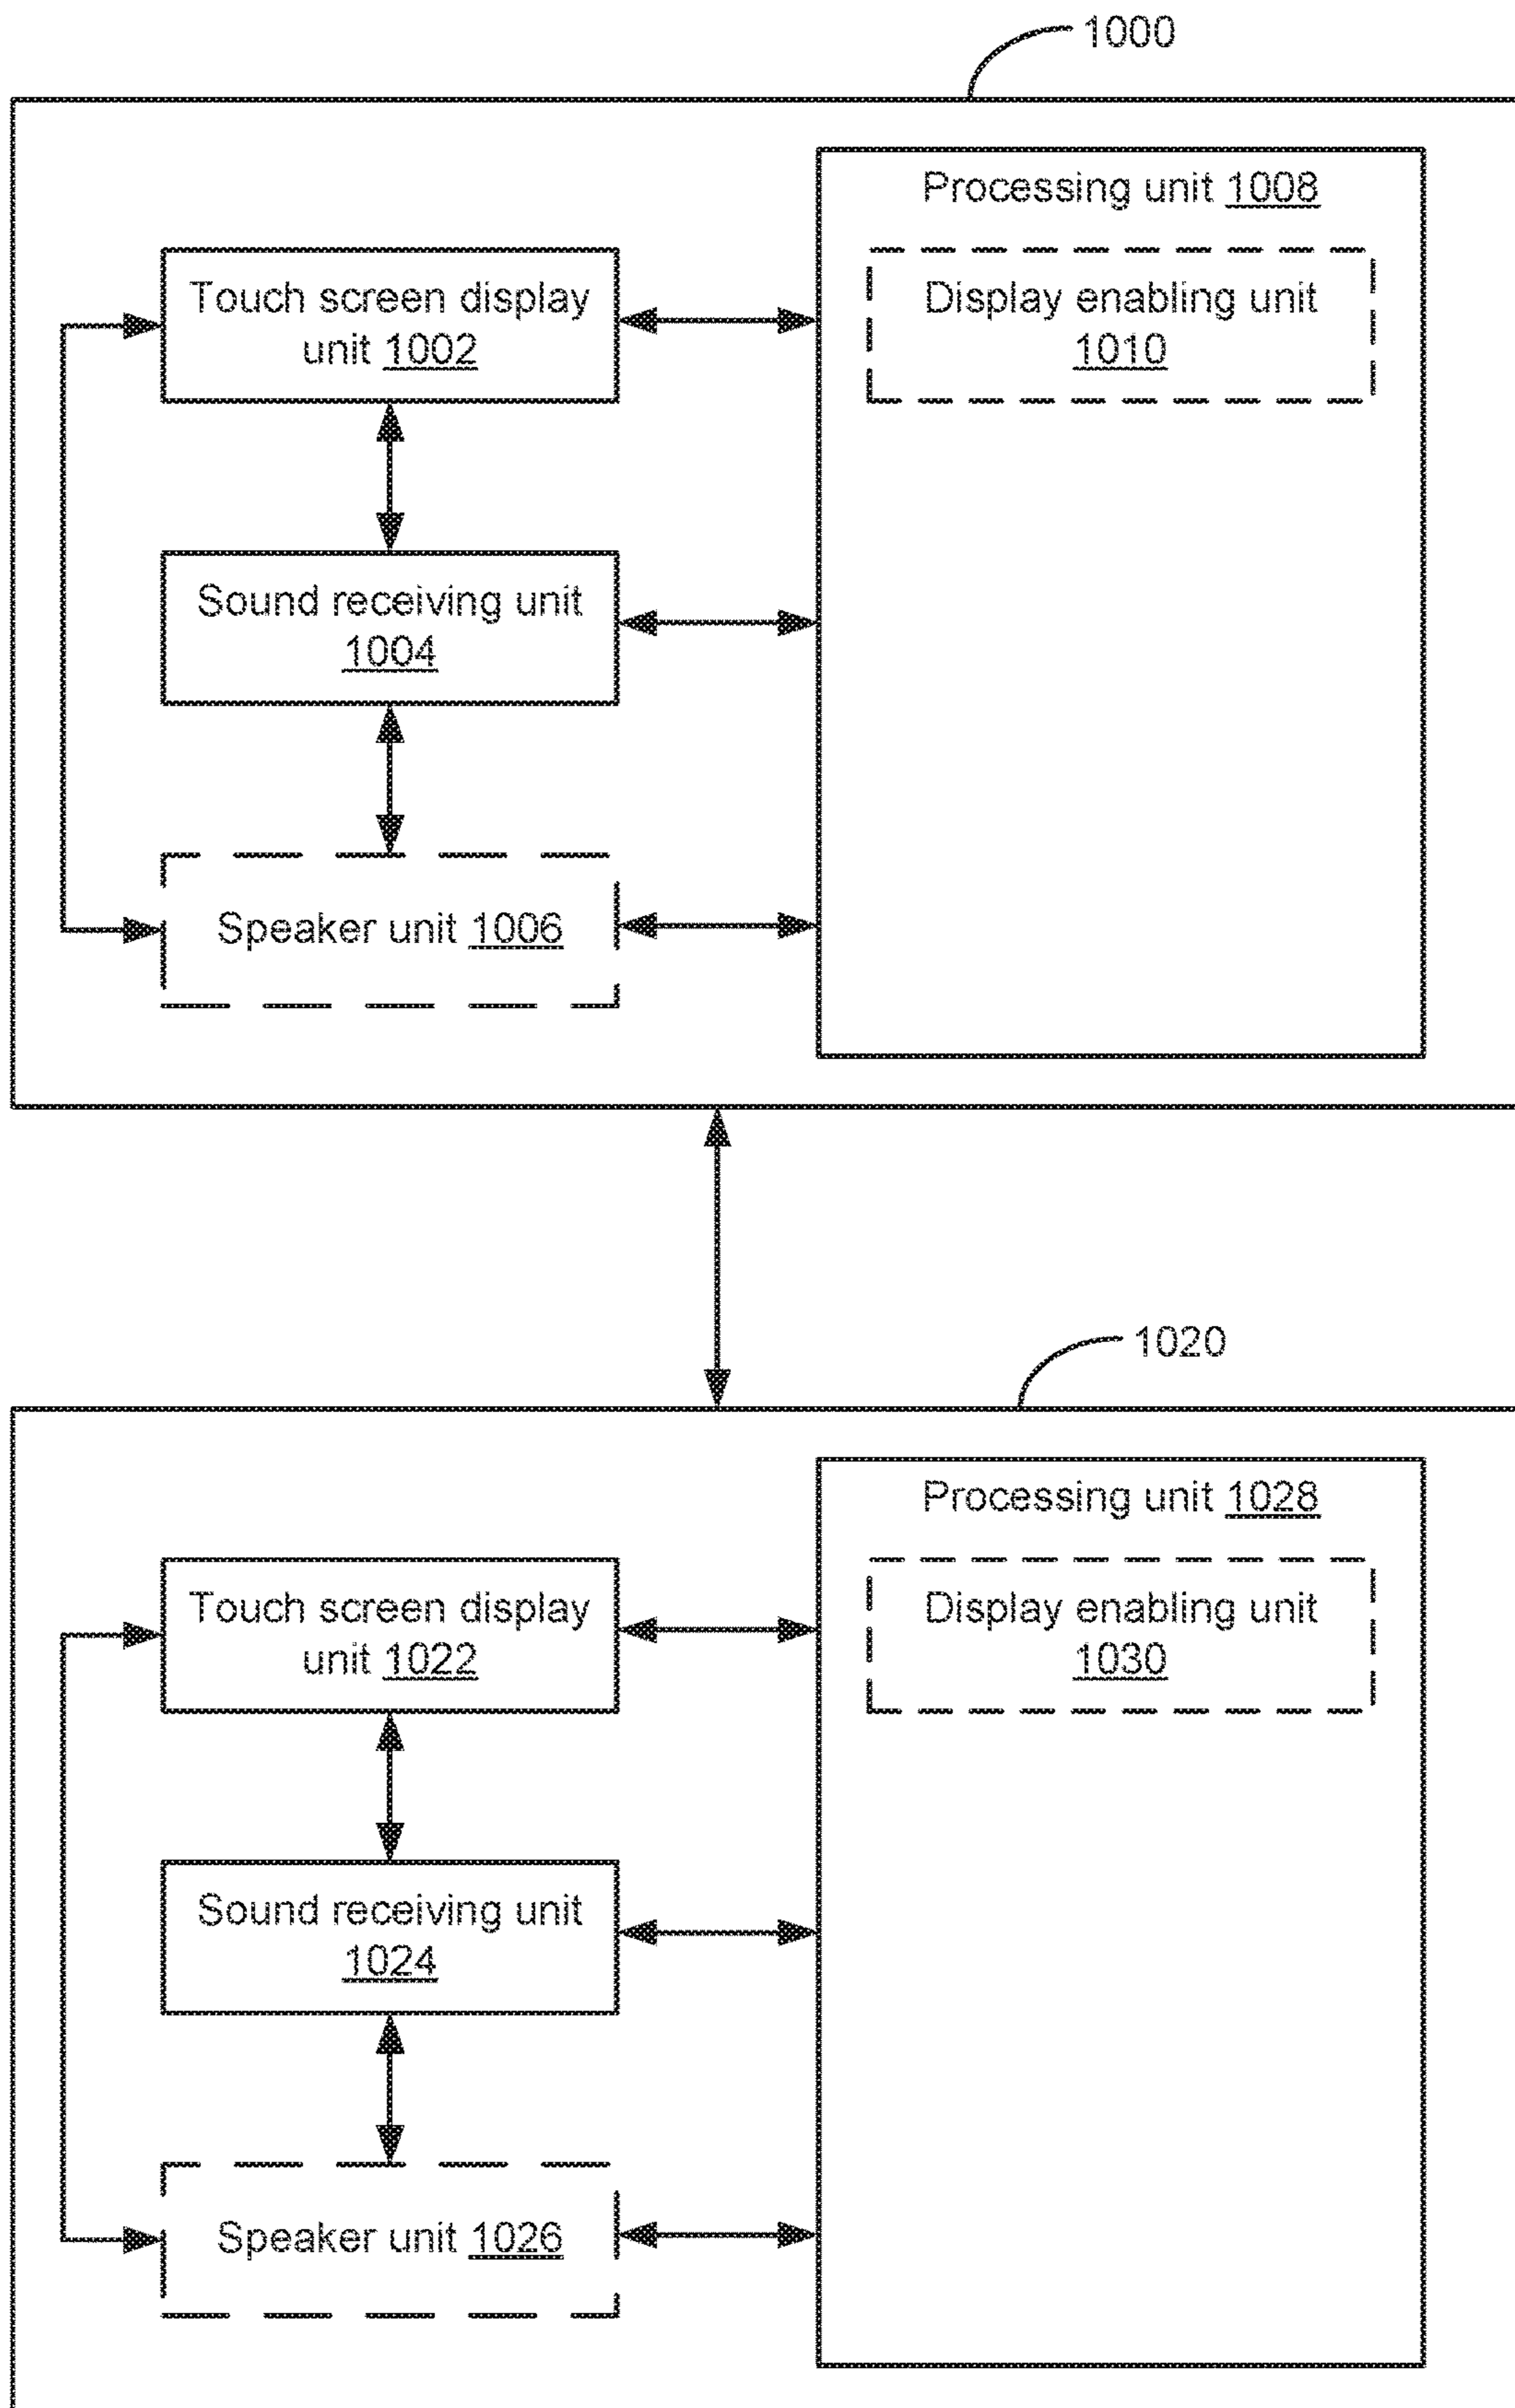 1000
Processing unit 1008
Touch screen display
unit 1002
Display enabling unit
1010
Sound receiving unit
1004
Speaker unit 1006
1020
Processing unit 1028
Touch screen display
unit 1022
Display enabling unit
1030
Sound receiving unit
1024
Speaker unit 1026